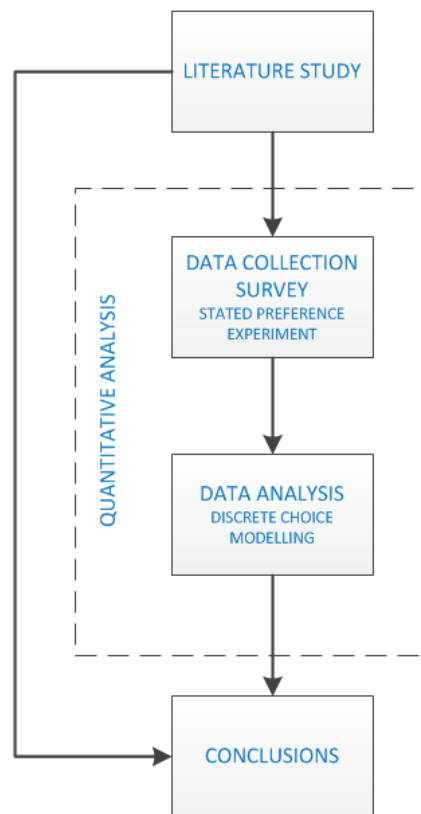 LITERATURE STUDY
DATA COLLECTION
SURVEY
STATED PREFERENCE
EXPERIMENT
QUANTITATIVE ANALYSIS
DATA ANALYSIS
DISCRETE CHOICE
MODELLING
CONCLUSIONS